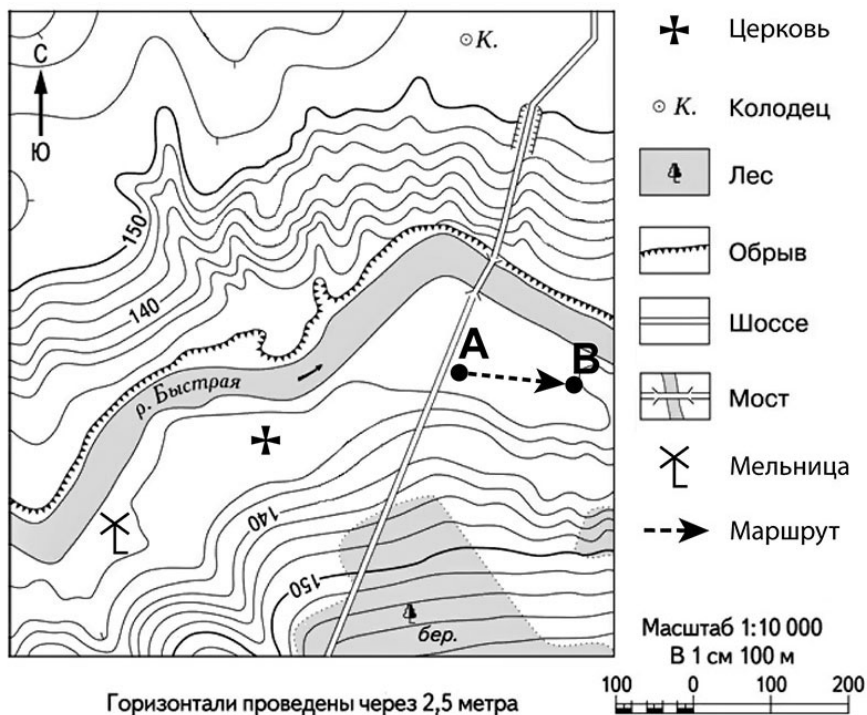 С
Ю
К.
150
140
р. Быстрая
А
В
140
150
бер.
Церковь
К. Колодец
Лес
Обрыв
Шоссе
Мост
Мельница
Маршрут
Масштаб 1:10 000
В 1 см 100 м
100 0 100 200
Горизонтали проведены через 2,5 метра